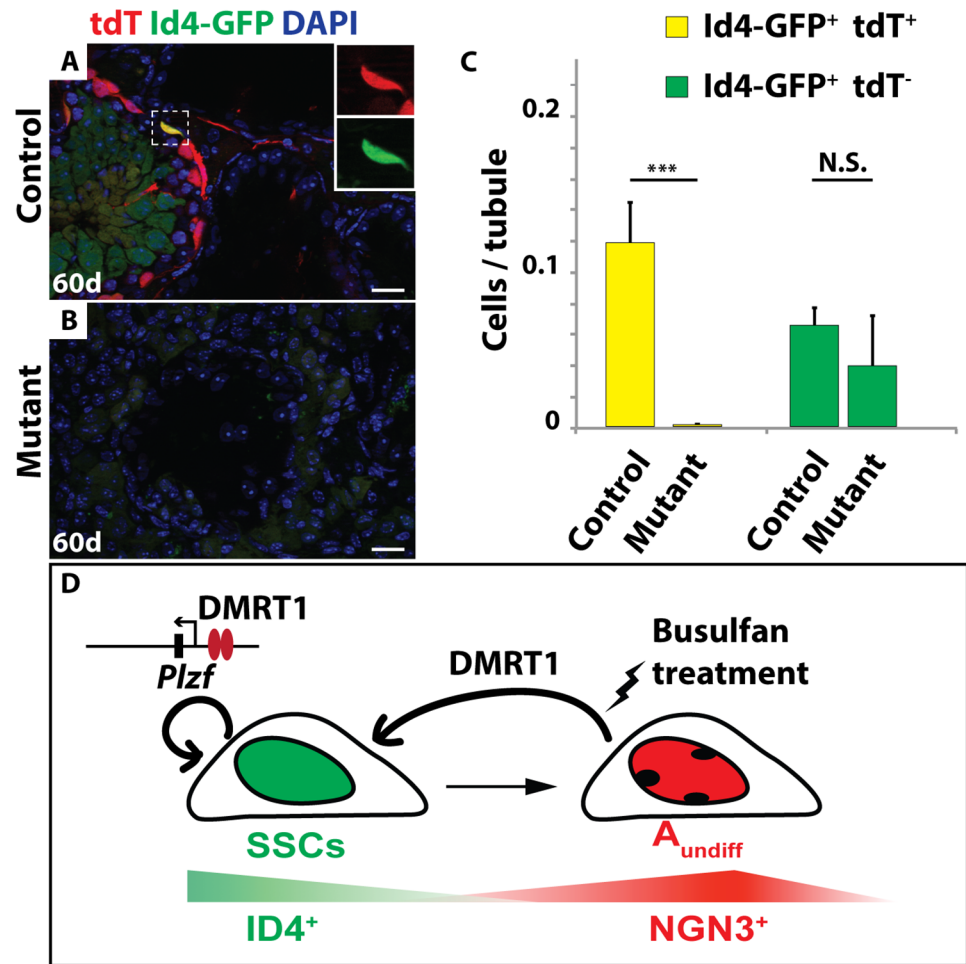 tdT Id4-GFP DAPI
A
Control
60d
B
Mutant
60d
C
Id4-GFP⁺ tdT⁺
Id4-GFP⁺ tdT⁻
Cells / tubule
0.2
0.1
0
***
N.S.
Control
Mutant
Control
Mutant
D
DMRT1
Plzf
DMRT1
Busulfan
treatment
SSCs
A undiff
ID4⁺
NGN3⁺